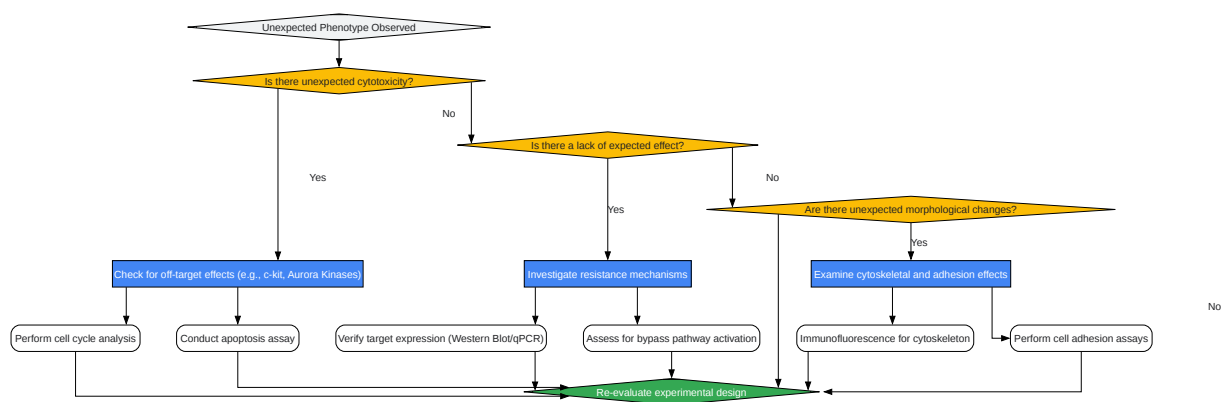 Unexpected Phenotype Observed
Is there unexpected cytotoxicity?
No
Is there a lack of expected effect?
Yes
No
Yes
Are there unexpected morphological changes?
Yes
Check for off-target effects (e.g., c-kit, Aurora Kinases)
Investigate resistance mechanisms
Examine cytoskeletal and adhesion effects
No
Perform cell cycle analysis
Conduct apoptosis assay
Verify target expression (Western Blot/qPCR)
Assess for bypass pathway activation
Immunofluorescence for cytoskeleton
Perform cell adhesion assays
Re-evaluate experimental design